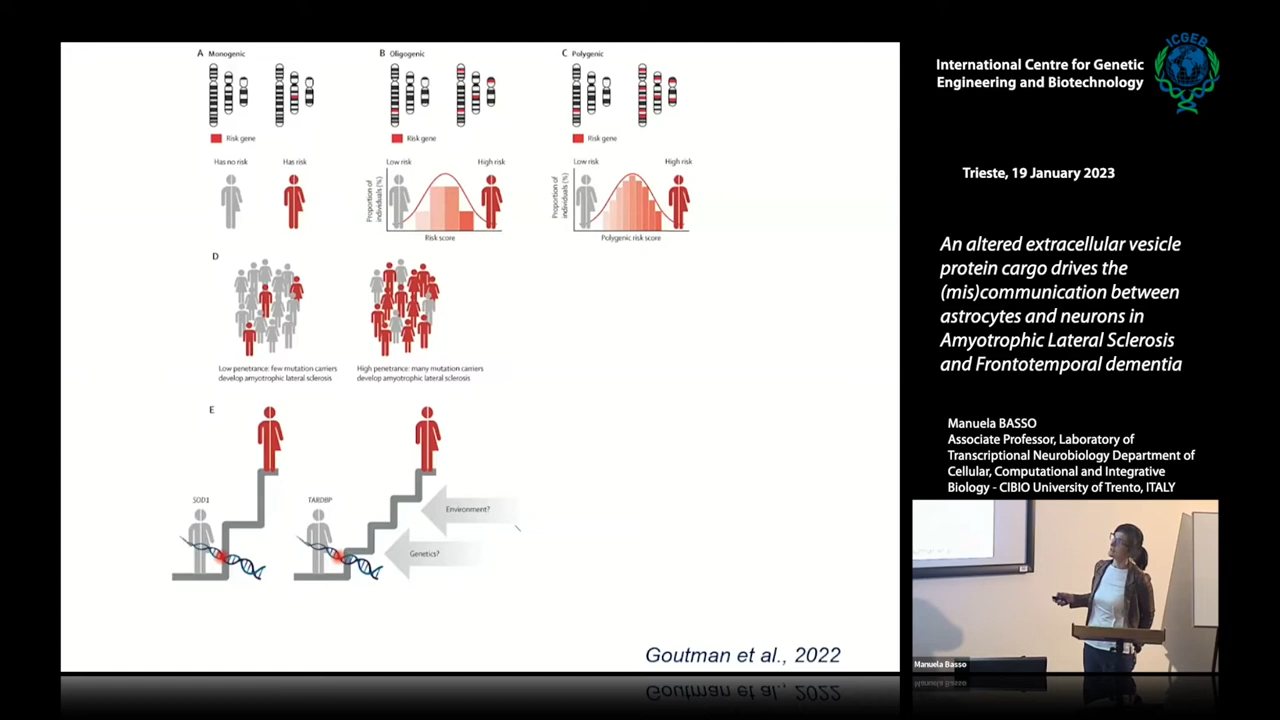 A Monogenic
B Oligogenic
C Polygenic
Risk gene
Risk gene
Risk gene
Has no risk
Has risk
Low risk
High risk
Proportion of
individuals (%)
Risk score
Low risk
High risk
Proportion of
individuals (%)
Polygenic risk score
D
Low penetrance: few mutation carriers
develop amyotrophic lateral sclerosis
High penetrance: many mutation carriers
develop amyotrophic lateral sclerosis
E
SOD1
TARDBP
Environment?
Genetics?
Goutman et al., 2022
International Centre for Genetic
Engineering and Biotechnology
ICGEB
Trieste, 19 January 2023
An altered extracellular vesicle
protein cargo drives the
(mis)communication between
astrocytes and neurons in
Amyotrophic Lateral Sclerosis
and Frontotemporal dementia
Manuela BASSO
Associate Professor, Laboratory of
Transcriptional Neurobiology Department of
Cellular, Computational and Integrative
Biology - CIBIO University of Trento, ITALY
Manuela Basso